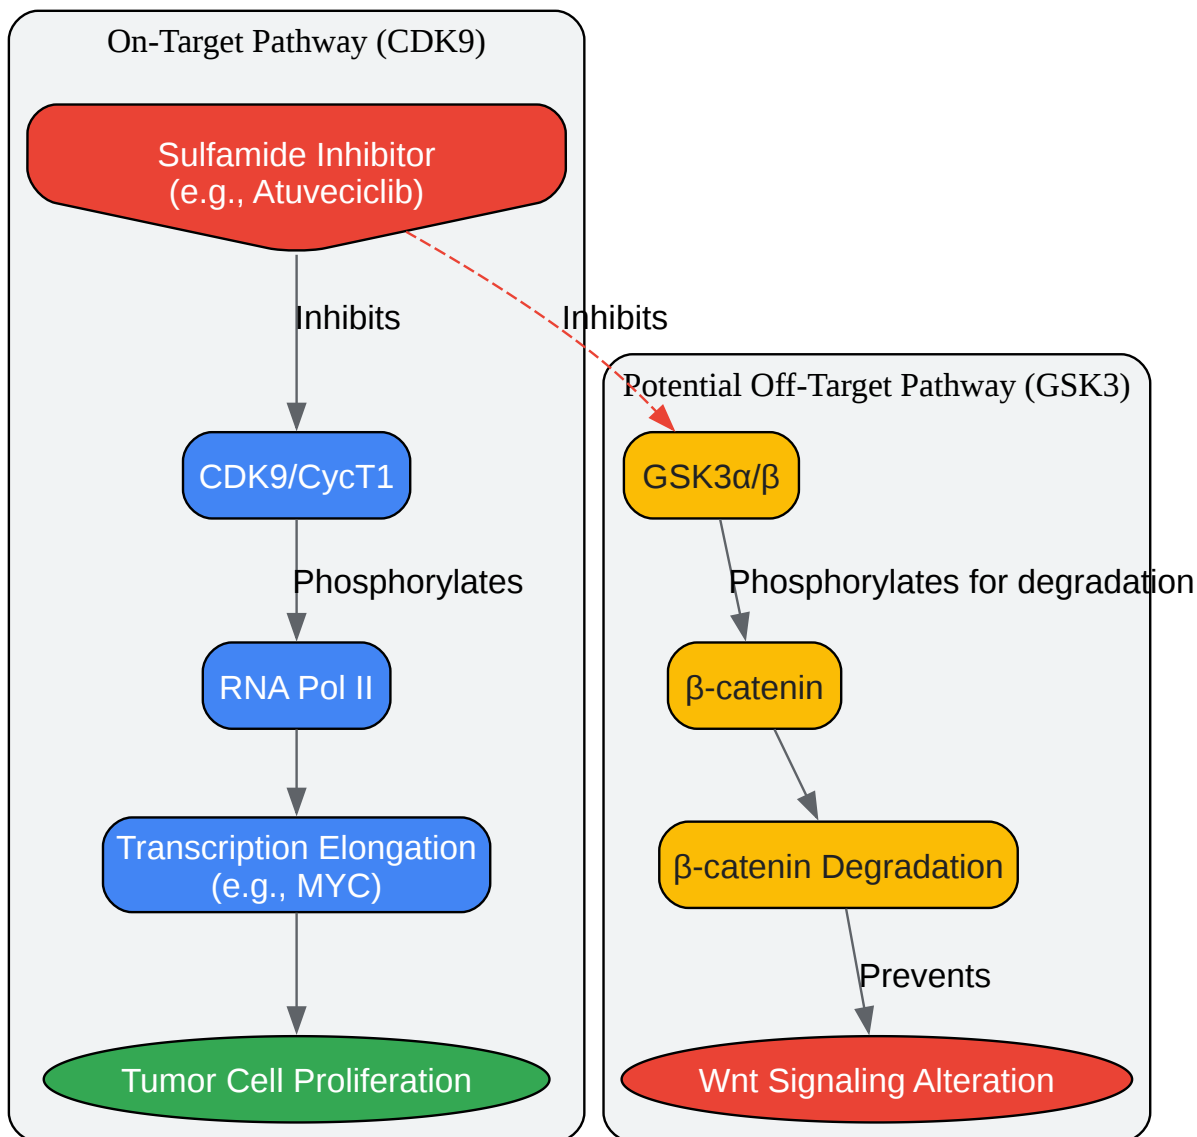 On-Target Pathway (CDK9)
Sulfamide Inhibitor
(e.g., Atuveciclib)
Inhibits
Inhibits
Potential Off-Target Pathway (GSK3)
CDK9/CycT1
GSK3α/β
Phosphorylates
Phosphorylates for degradation
RNA Pol II
β-catenin
Transcription Elongation
(e.g., MYC)
β-catenin Degradation
Prevents
Tumor Cell Proliferation
Wnt Signaling Alteration